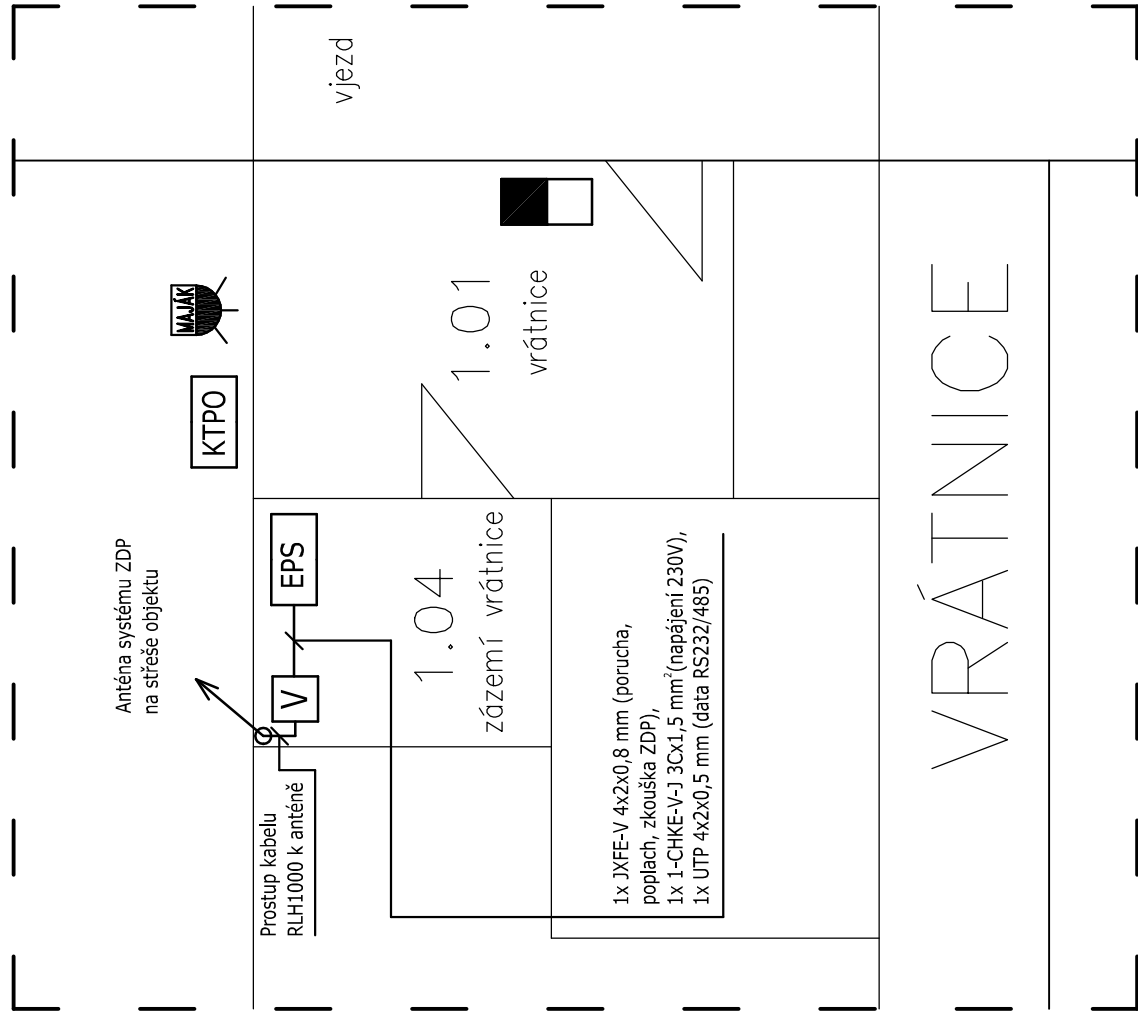 Anténa systému ZDP
na střeše objektu
Prostup kabelu
RLH1000 k anténě
V
EPS
KTPO
MAJÁK
vjezd
1.04
zázemí vrátnice
1.01
vrátnice
1x JXFE-V 4x2x0,8 mm (porucha,
poplach, zkouška ZDP),
1x 1-CHKE-V-J 3Cx1,5 mm²(napájení 230V),
1x UTP 4x2x0,5 mm (data RS232/485)
VRÁTNICE